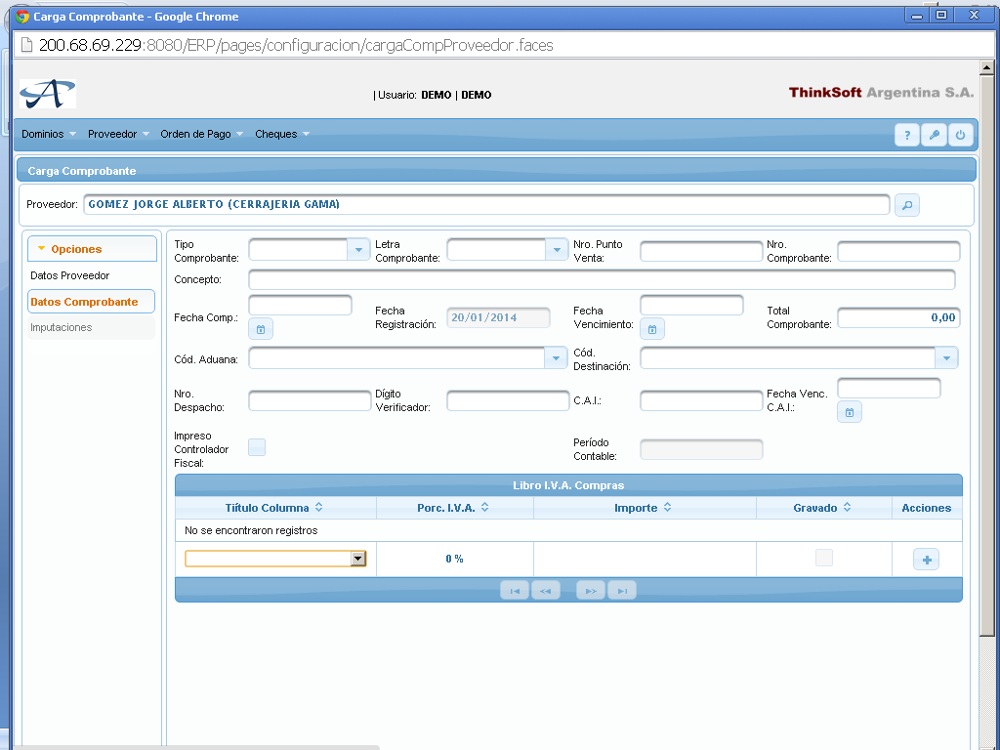 Carga Comprobante - Google Chrome
200.68.69.229:8080/ERP/pages/configuracion/cargaCompProveedor.faces
A
| Usuario: DEMO | DEMO
ThinkSoft Argentina S.A.
Dominios Proveedor Orden de Pago Cheques ?
Carga Comprobante
Proveedor: GOMEZ JORGE ALBERTO (CERRAJERIA GAMA)
Opciones
Datos Proveedor
Datos Comprobante
Imputaciones
Tipo Comprobante:
Letra Comprobante:
Nro. Punto Venta:
Nro. Comprobante:
Concepto:
Fecha Comp.:
Fecha Registración: 20/01/2014
Fecha Vencimiento:
Total Comprobante: 0,00
Cód. Aduana:
Cód. Destinación:
Nro. Despacho:
Dígito Verificador:
C.A.I.:
Fecha Venc. C.A.I.:
Impreso Controlador Fiscal:
Período Contable:
Libro I.V.A. Compras
Tiítulo Columna Porc. I.V.A. Importe Gravado Acciones
No se encontraron registros
0 %